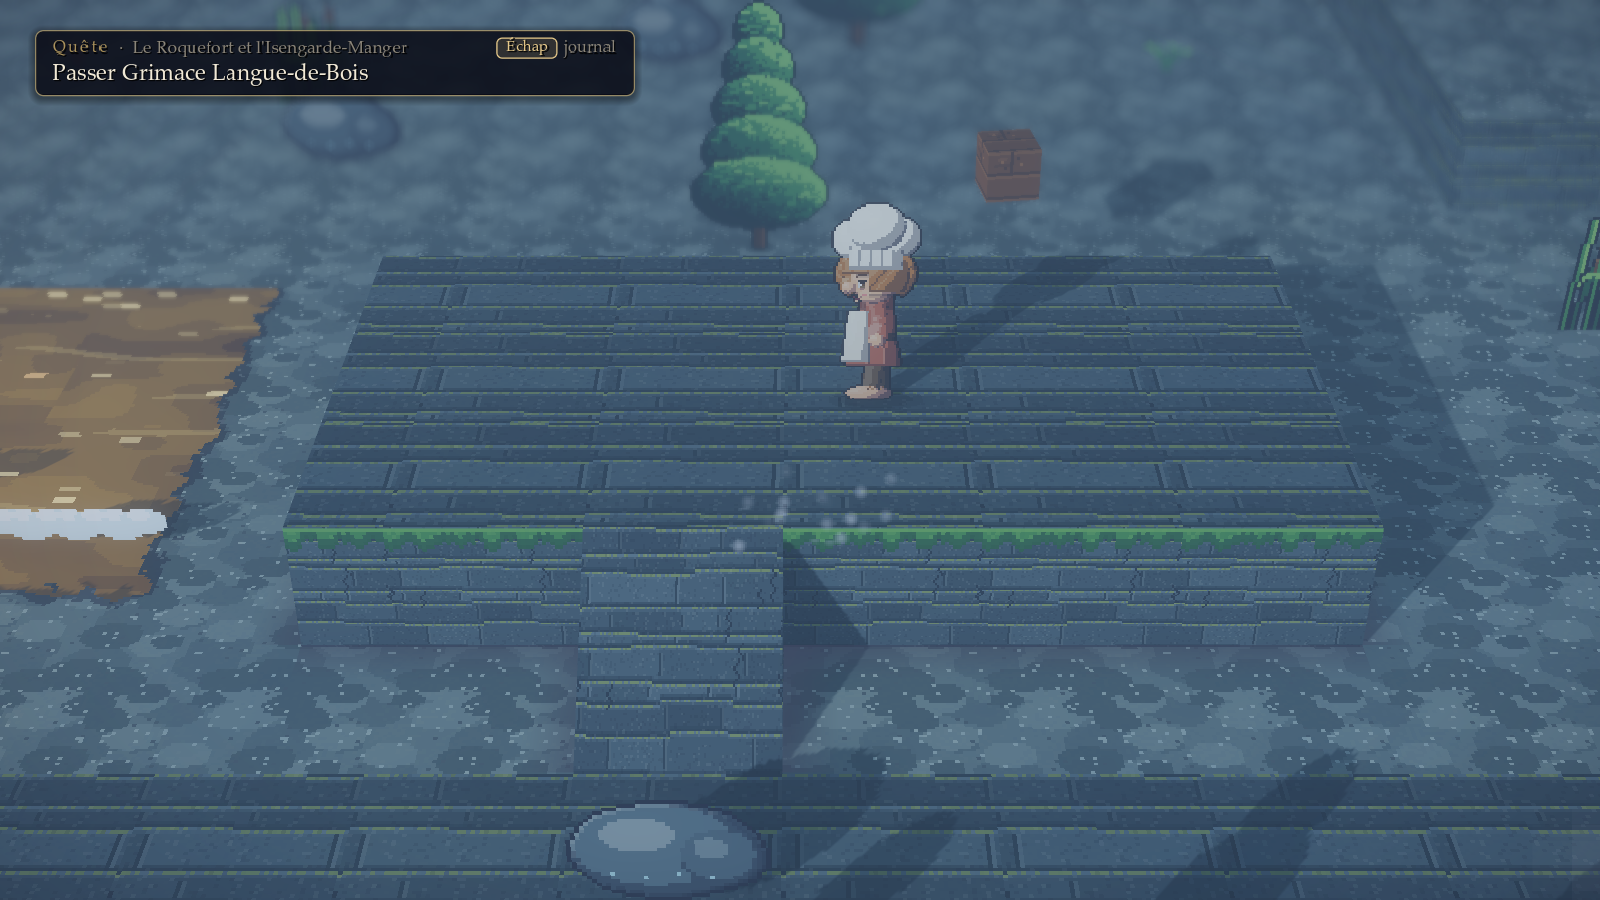 Quête · Le Roquefort et l'Isengarde-Manger Échap journal
Passer Grimace Langue-de-Bois